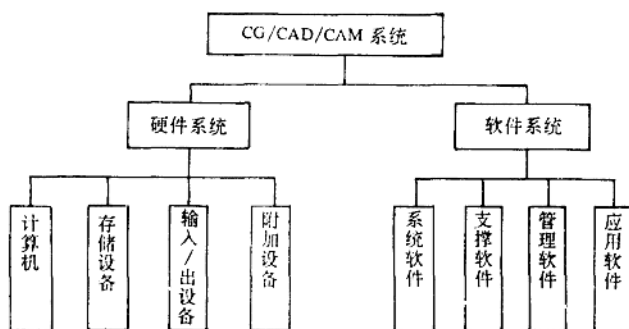 CG/CAD/CAM 系统
硬件系统
软件系统
计算机
存储设备
输入/出设备
附加设备
系统软件
支撑软件
管理软件
应用软件